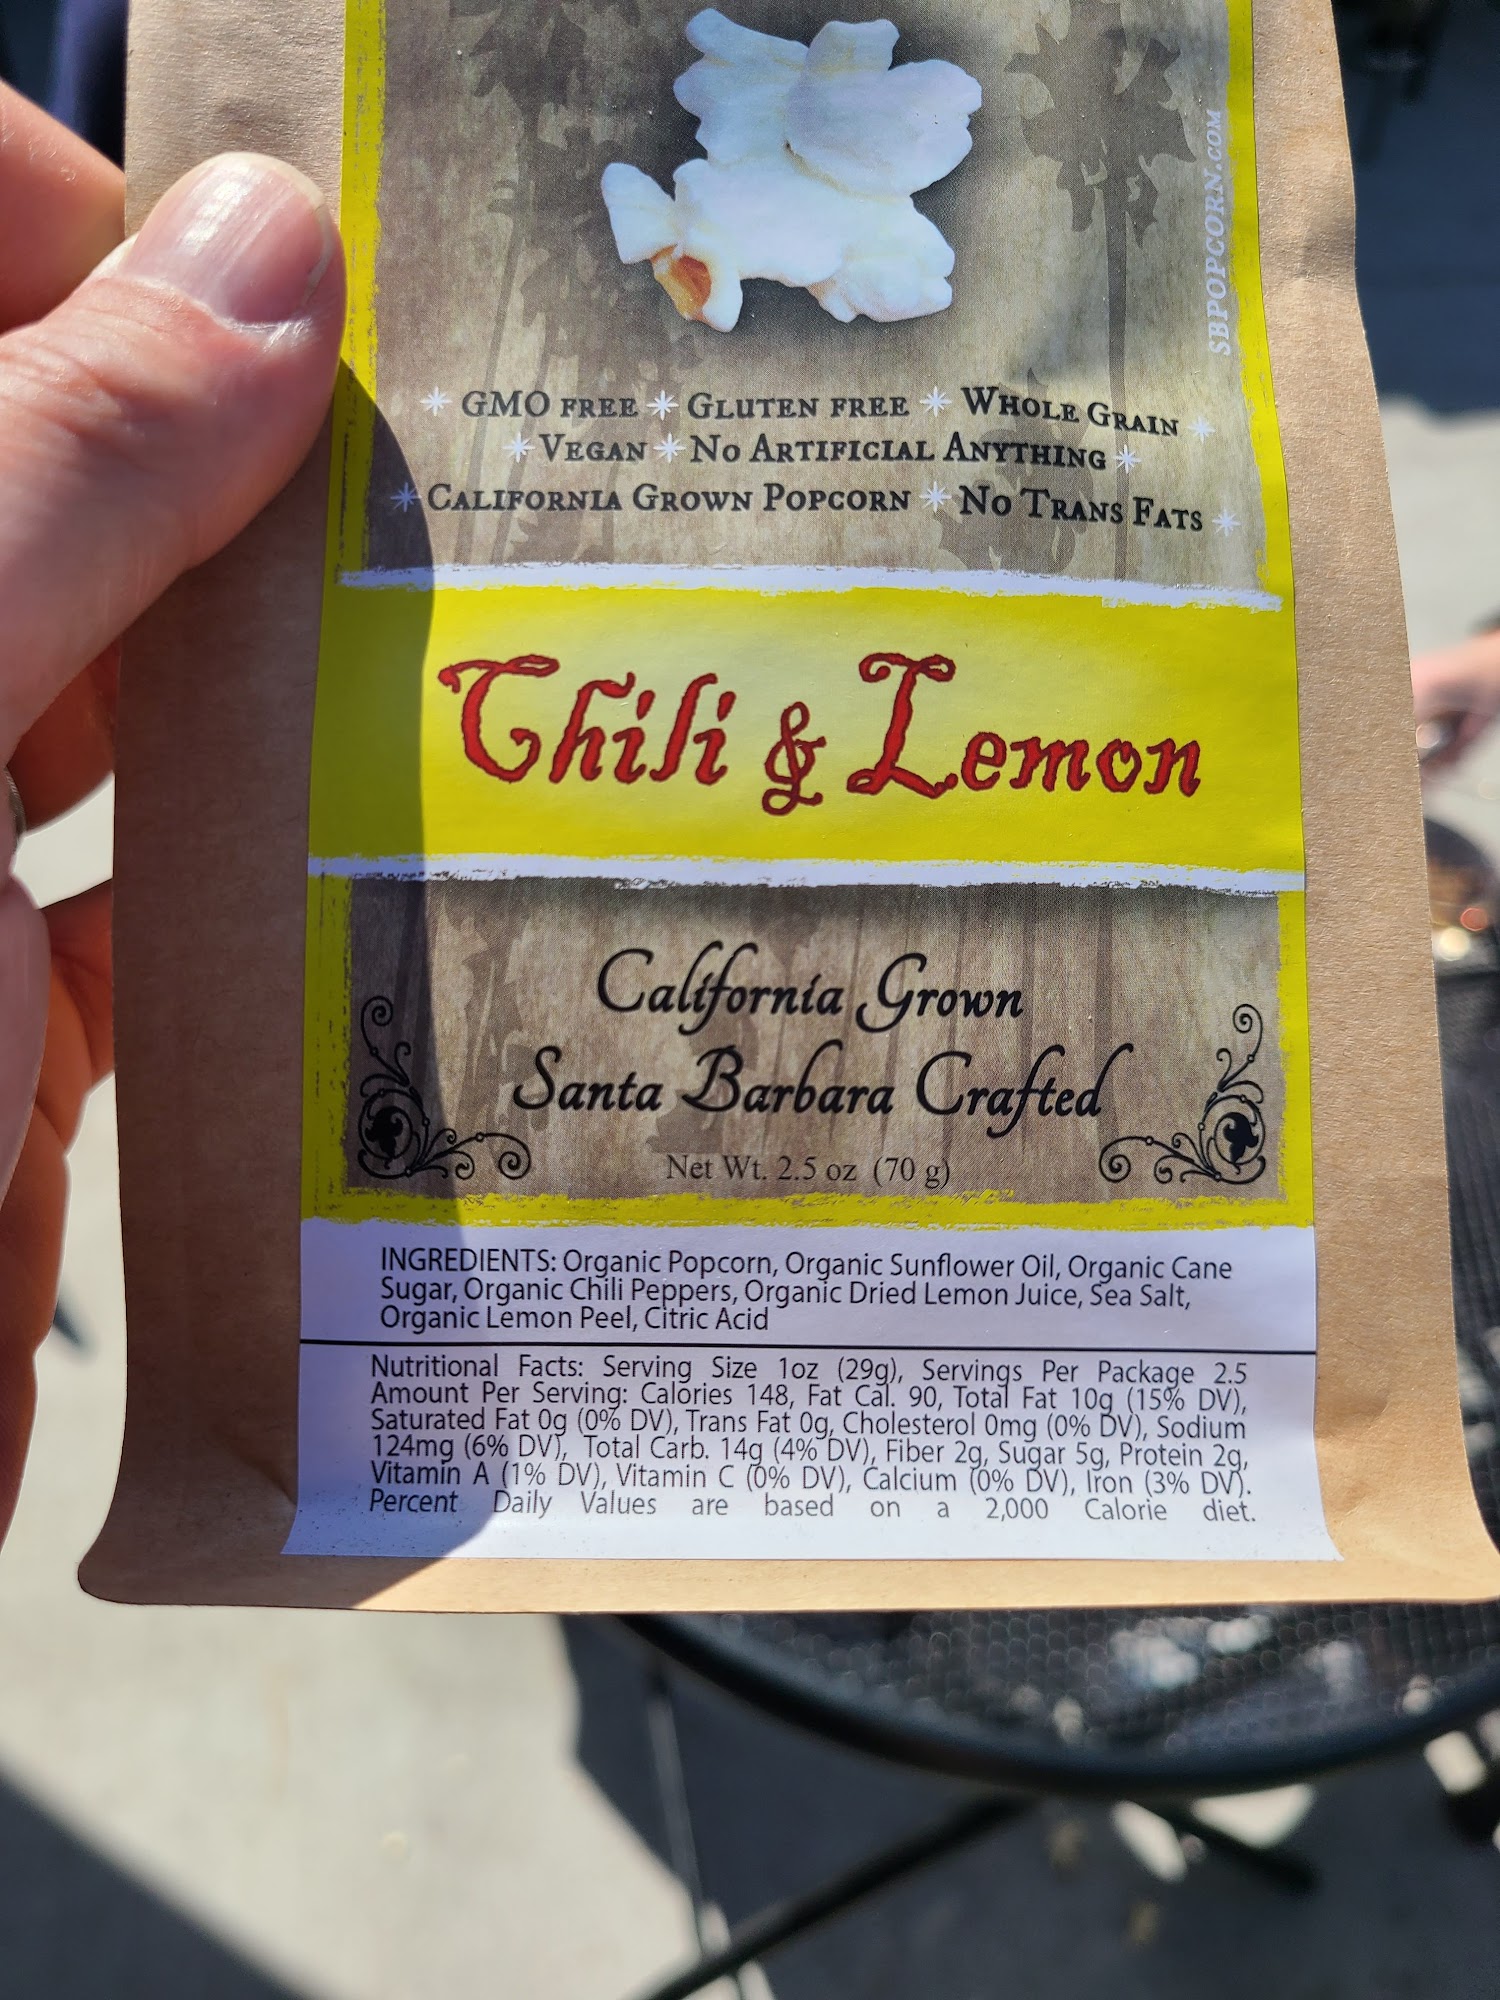 SBPOPCORN.COM
GMO FREE * GLUTEN FREE * WHOLE GRAIN
VEGAN * NO ARTIFICIAL ANYTHING
CALIFORNIA GROWN POPCORN * NO TRANS FATS
Chili & Lemon
California Grown
Santa Barbara Crafted
Net Wt. 2.5 oz (70 g)
INGREDIENTS: Organic Popcorn, Organic Sunflower Oil, Organic Cane
Sugar, Organic Chili Peppers, Organic Dried Lemon Juice, Sea Salt,
Organic Lemon Peel, Citric Acid
Nutritional Facts: Serving Size 1oz (29g), Servings Per Package 2.5
Amount Per Serving: Calories 148, Fat Cal. 90, Total Fat 10g (15% DV),
Saturated Fat 0g (0% DV), Trans Fat 0g, Cholesterol 0mg (0% DV), Sodium
124mg (6% DV), Total Carb. 14g (4% DV), Fiber 2g, Sugar 5g, Protein 2g,
Vitamin A (1% DV), Vitamin C (0% DV), Calcium (0% DV), Iron (3% DV).
Percent Daily Values are based on a 2,000 Calorie diet.